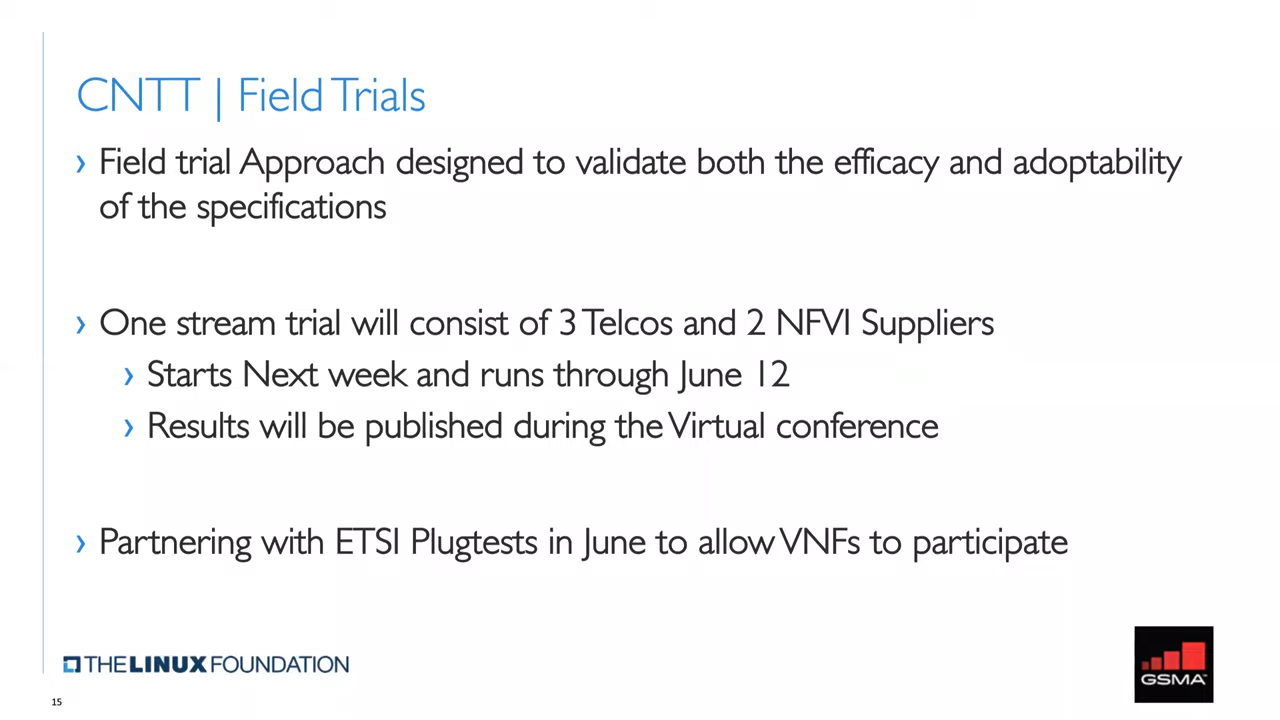 CNTT | Field Trials
› Field trial Approach designed to validate both the efficacy and adoptability
of the specifications
› One stream trial will consist of 3 Telcos and 2 NFVI Suppliers
› Starts Next week and runs through June 12
› Results will be published during the Virtual conference
› Partnering with ETSI Plugtests in June to allow VNFs to participate
THE LINUX FOUNDATION
GSMA™
15